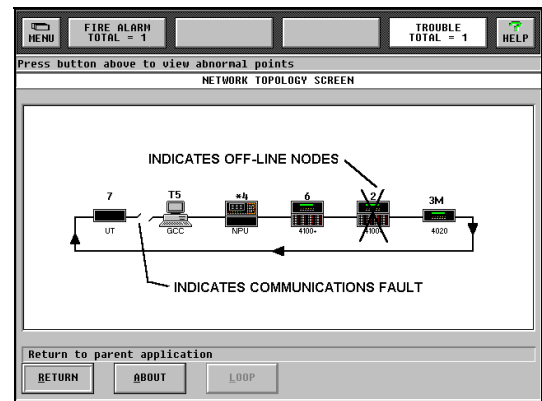 MENU
FIRE ALARM
TOTAL = 1
TROUBLE
TOTAL = 1
?
HELP
Press button above to view abnormal points
NETWORK TOPOLOGY SCREEN
INDICATES OFF-LINE NODES
7 T5 *4 6 2 3M
UT GCC NPU 4100+ 4100+ 4020
INDICATES COMMUNICATIONS FAULT
Return to parent application
RETURN ABOUT LOOP